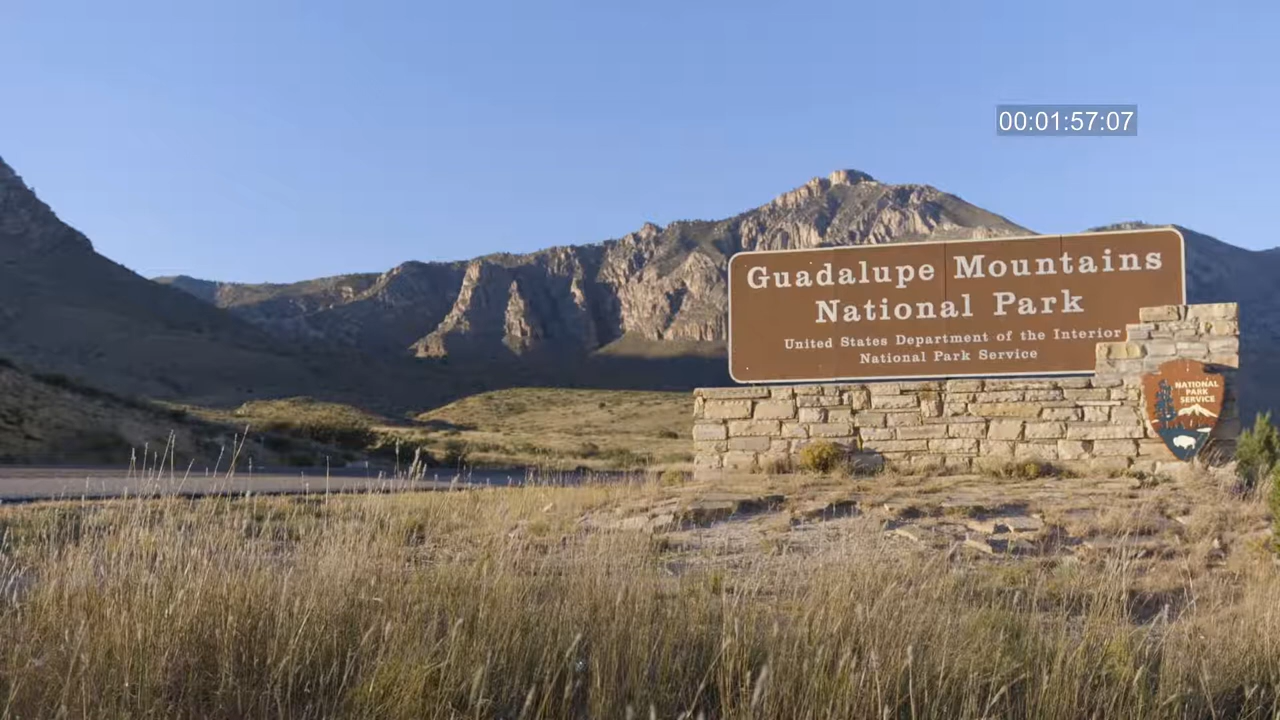 00:01:57:07
Guadalupe Mountains
National Park
United States Department of the Interior
National Park Service
NATIONAL
PARK
SERVICE